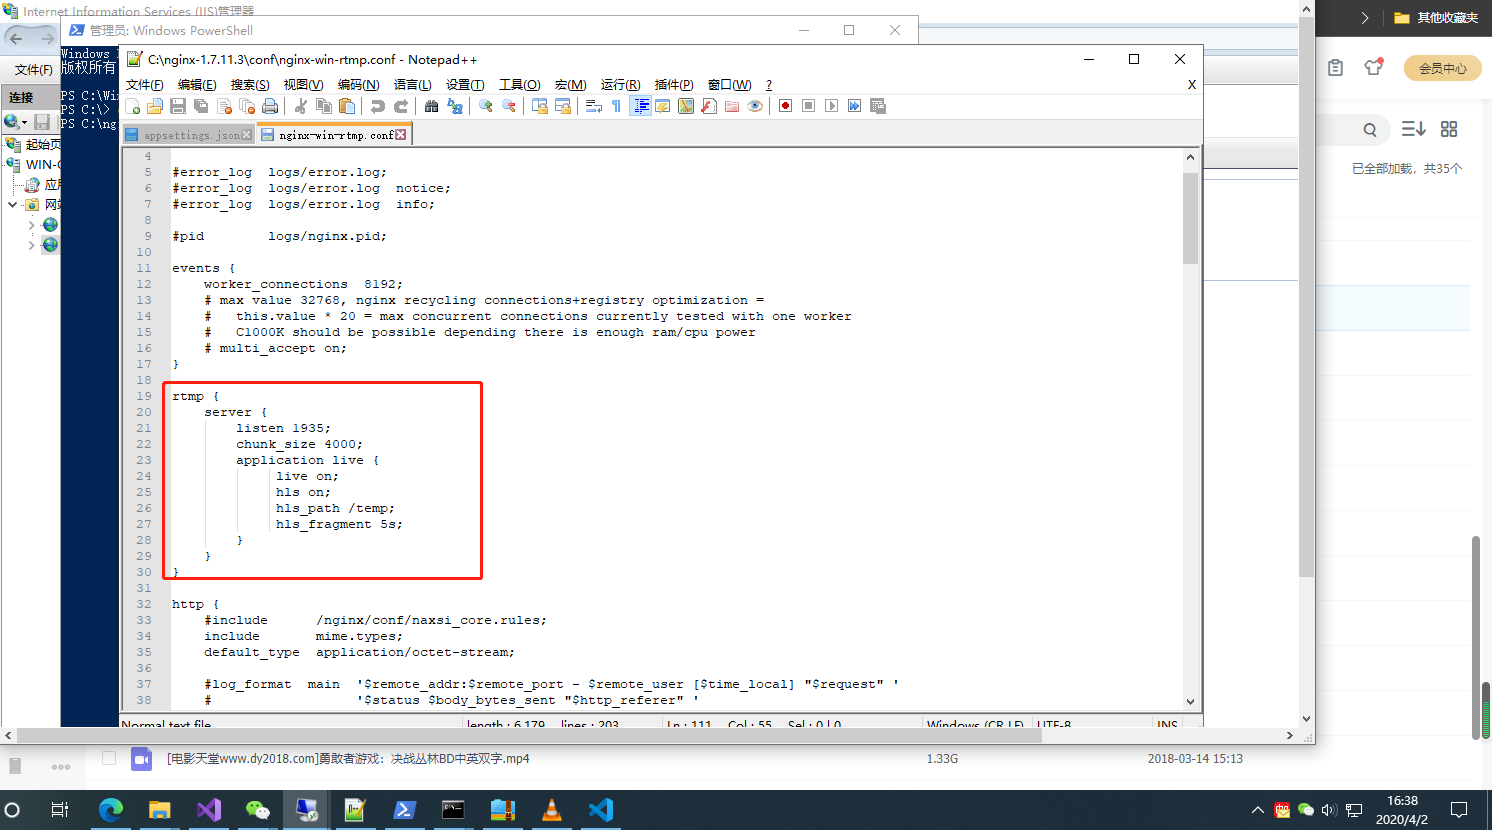 Internet Information Services (IIS)管理器
其他收藏夹
管理员: Windows PowerShell
文件(F)
Windows
版权所有
连接
PS C:\Wi
PS C:\>
PS C:\ng
起始页
WIN-
网
C:\nginx-1.7.11.3\conf\nginx-win-rtmp.conf - Notepad++
文件(F) 编辑(E) 搜索(S) 视图(V) 编码(N) 语言(L) 设置(T) 工具(O) 宏(M) 运行(R) 插件(P) 窗口(W) ? X
appsettings.json nginx-win-rtmp.conf
4
5 #error_log  logs/error.log;
6 #error_log  logs/error.log  notice;
7 #error_log  logs/error.log  info;
8
9 #pid        logs/nginx.pid;
10
11 events {
12     worker_connections  8192;
13     # max value 32768, nginx recycling connections+registry optimization =
14     #   this.value * 20 = max concurrent connections currently tested with one worker
15     #   C1000K should be possible depending there is enough ram/cpu power
16     # multi_accept on;
17 }
18
19 rtmp {
20     server {
21         listen 1935;
22         chunk_size 4000;
23         application live {
24              live on;
25              hls on;
26              hls_path /temp;
27              hls_fragment 5s;
28         }
29     }
30 }
31
32 http {
33     #include      /nginx/conf/naxsi_core.rules;
34     include       mime.types;
35     default_type  application/octet-stream;
36
37     #log_format  main  '$remote_addr:$remote_port - $remote_user [$time_local] "$request" '
38     #                  '$status $body_bytes_sent "$http_referer" '
Normal text file length : 6,179 lines : 203 Ln : 111 Col : 55 Sel : 0 | 0 Windows (CR LF) UTF-8 INS
会员中心
已全部加载，共35个
[电影天堂www.dy2018.com]勇敢者游戏：决战丛林BD中英双字.mp4 1.33G 2018-03-14 15:13
16:38
2020/4/2